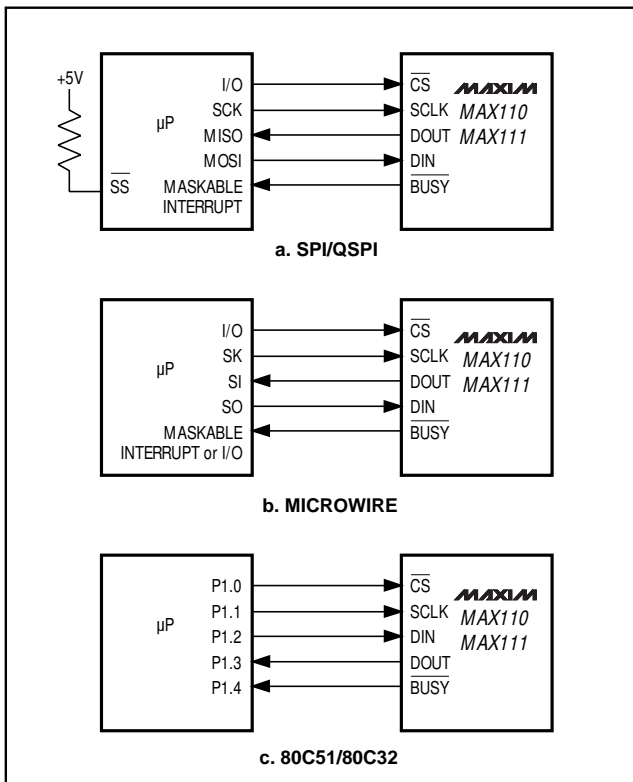 +5V
µP
SS
I/O
SCK
MISO
MOSI
MASKABLE
INTERRUPT
CS
SCLK
DOUT
DIN
BUSY
MAXIM
MAX110
MAX111
a. SPI/QSPI
µP
I/O
SK
SI
SO
MASKABLE
INTERRUPT or I/O
CS
SCLK
DOUT
DIN
BUSY
MAXIM
MAX110
MAX111
b. MICROWIRE
µP
P1.0
P1.1
P1.2
P1.3
P1.4
CS
SCLK
DIN
DOUT
BUSY
MAXIM
MAX110
MAX111
c. 80C51/80C32